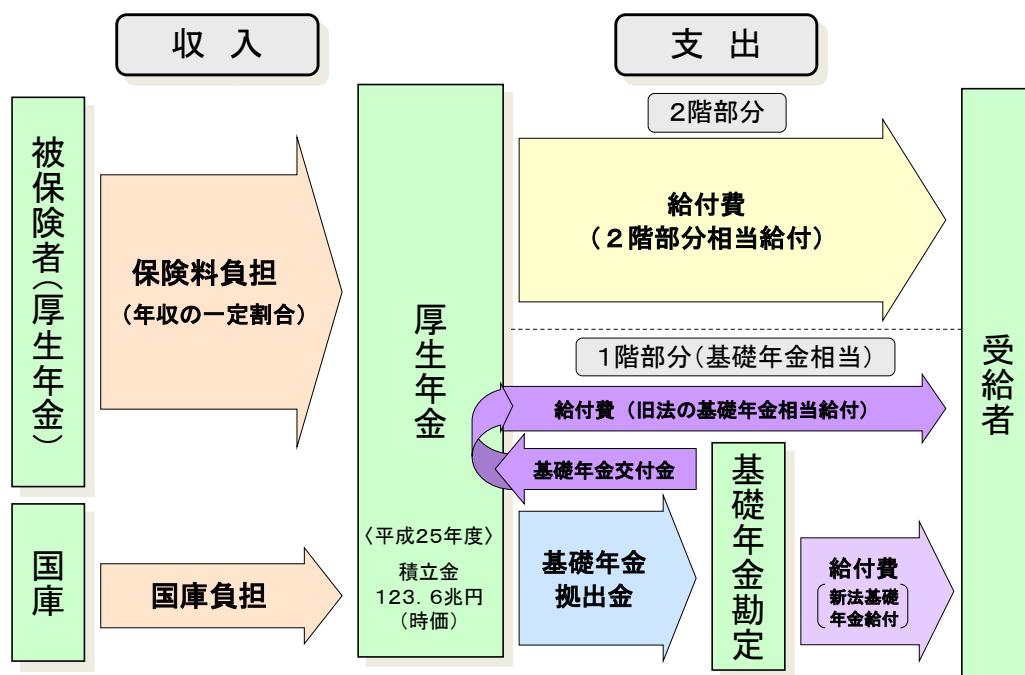 収 入
支 出
被保険者(厚生年金)
保険料負担
(年収の一定割合)
国庫
国庫負担
厚生年金
〈平成25年度〉
積立金
123.6兆円
(時価)
2階部分
給付費
(2階部分相当給付)
1階部分(基礎年金相当)
給付費(旧法の基礎年金相当給付)
基礎年金交付金
基礎年金
拠出金
基礎年金勘定
給付費
新法基礎
年金給付
受給者